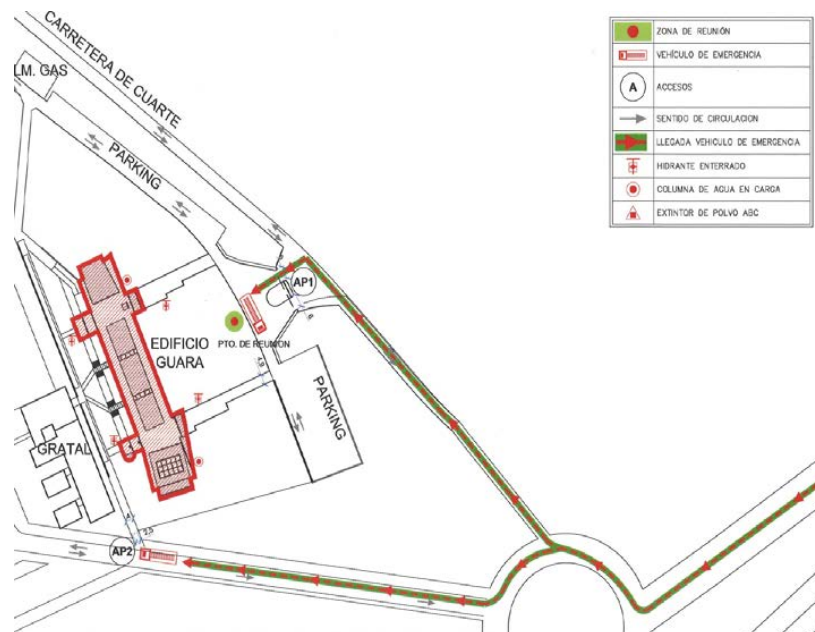 CARRETERA DE CUARTE
LM. GAS
PARKING
AP1
EDIFICIO
GUARA
PTO. DE REUNION
4,9
PARKING
GRATAL
AP2
ZONA DE REUNIÓN
VEHÍCULO DE EMERGENCIA
A
ACCESOS
SENTIDO DE CIRCULACION
LLEGADA VEHICULO DE EMERGENCIA
HIDRANTE ENTERRADO
COLUMNA DE AGUA EN CARGA
EXTINTOR DE POLVO ABC